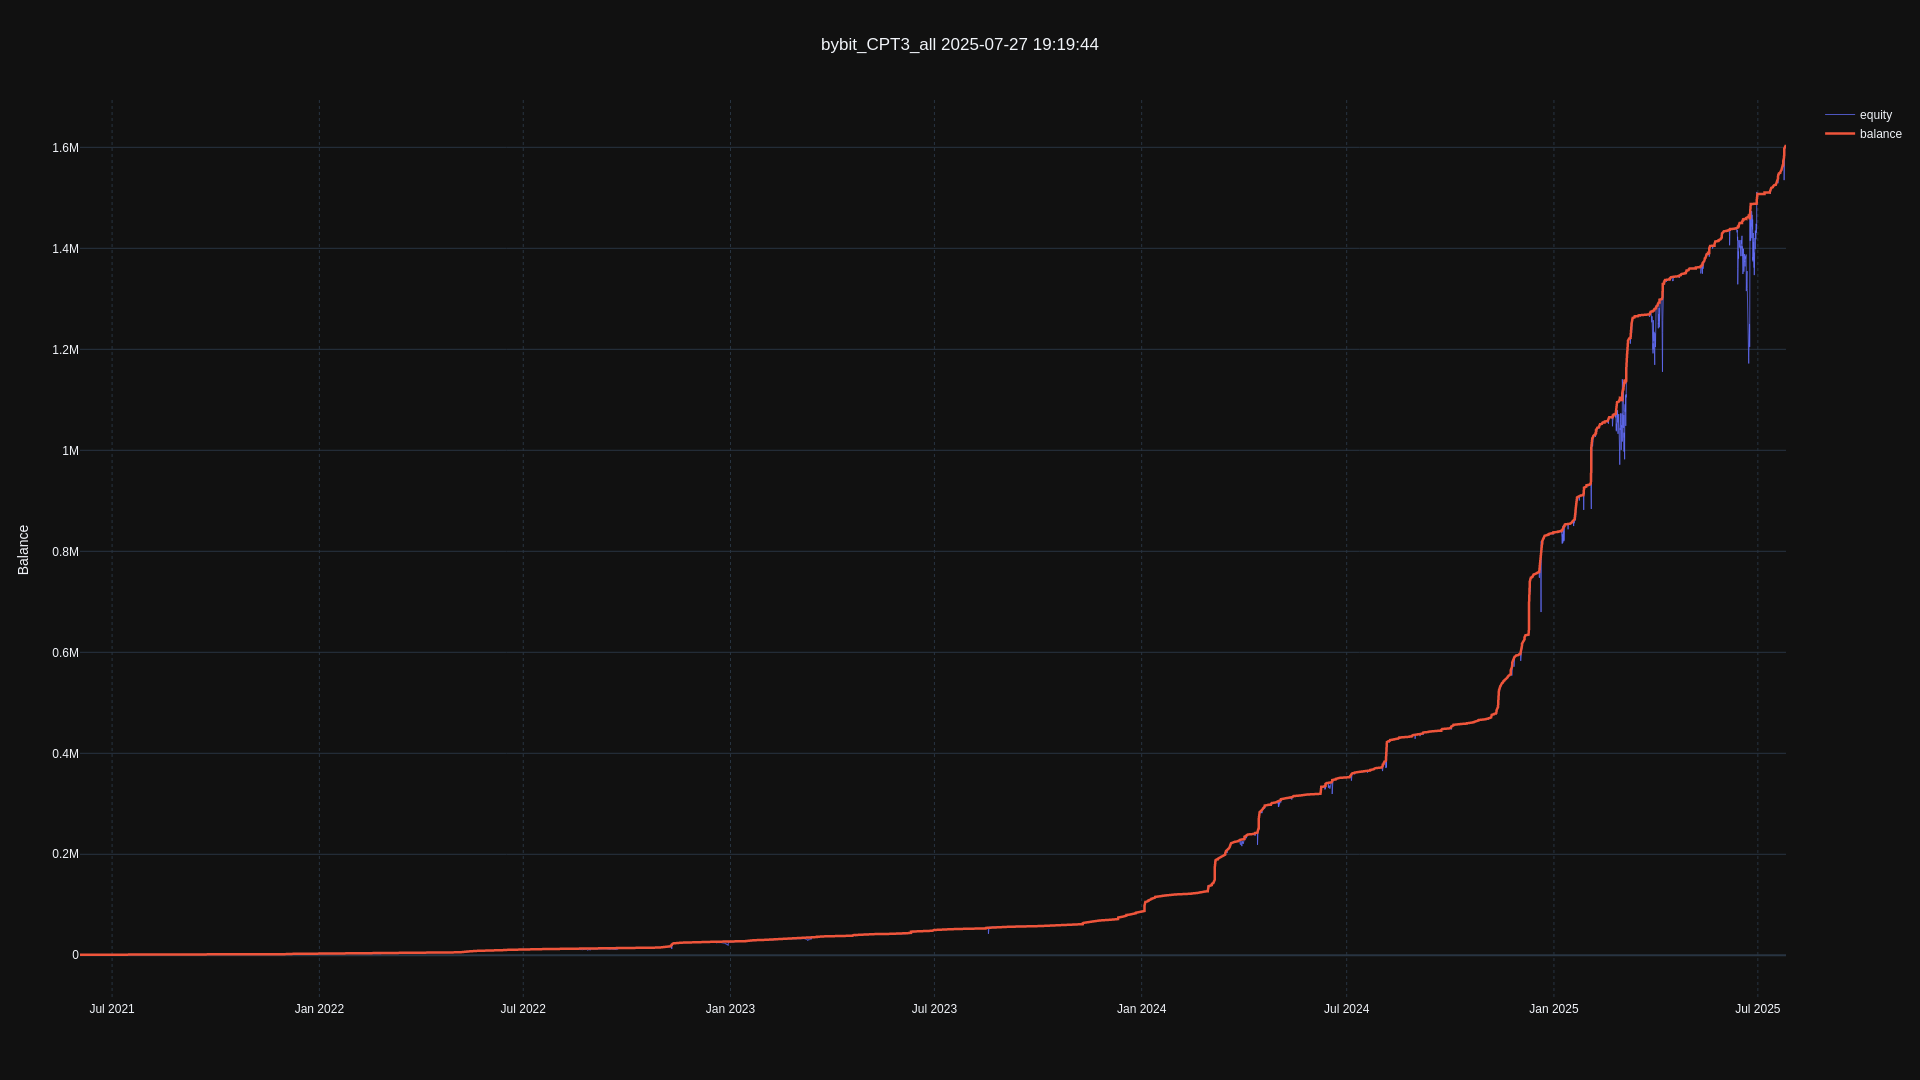 bybit_CPT3_all 2025-07-27 19:19:44
equity
balance
1.6M
1.4M
1.2M
1M
0.8M
0.6M
0.4M
0.2M
0
Balance
Jul 2021
Jan 2022
Jul 2022
Jan 2023
Jul 2023
Jan 2024
Jul 2024
Jan 2025
Jul 2025